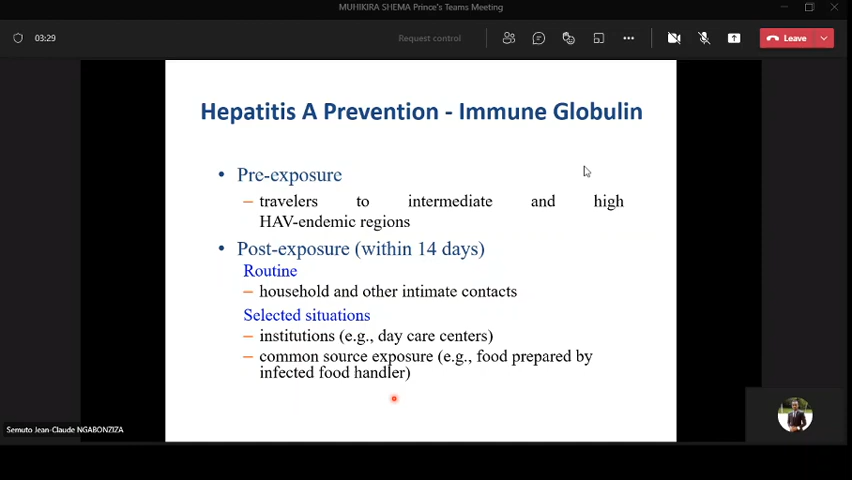 MUHIKIRA SHEMA Prince's Teams Meeting
03:29
Request control
Leave
Hepatitis A Prevention - Immune Globulin
• Pre-exposure
– travelers to intermediate and high
HAV-endemic regions
• Post-exposure (within 14 days)
Routine
– household and other intimate contacts
Selected situations
– institutions (e.g., day care centers)
– common source exposure (e.g., food prepared by
infected food handler)
Semuto Jean-Claude NGABONZIZA